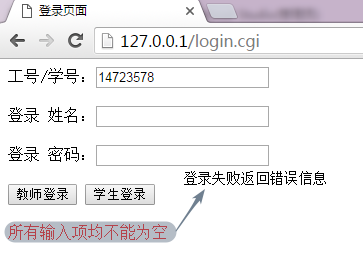 登录页面
127.0.0.1/login.cgi
工号/学号： 14723578
登录 姓名：
登录 密码：
登录失败返回错误信息
教师登录 学生登录
所有输入项均不能为空